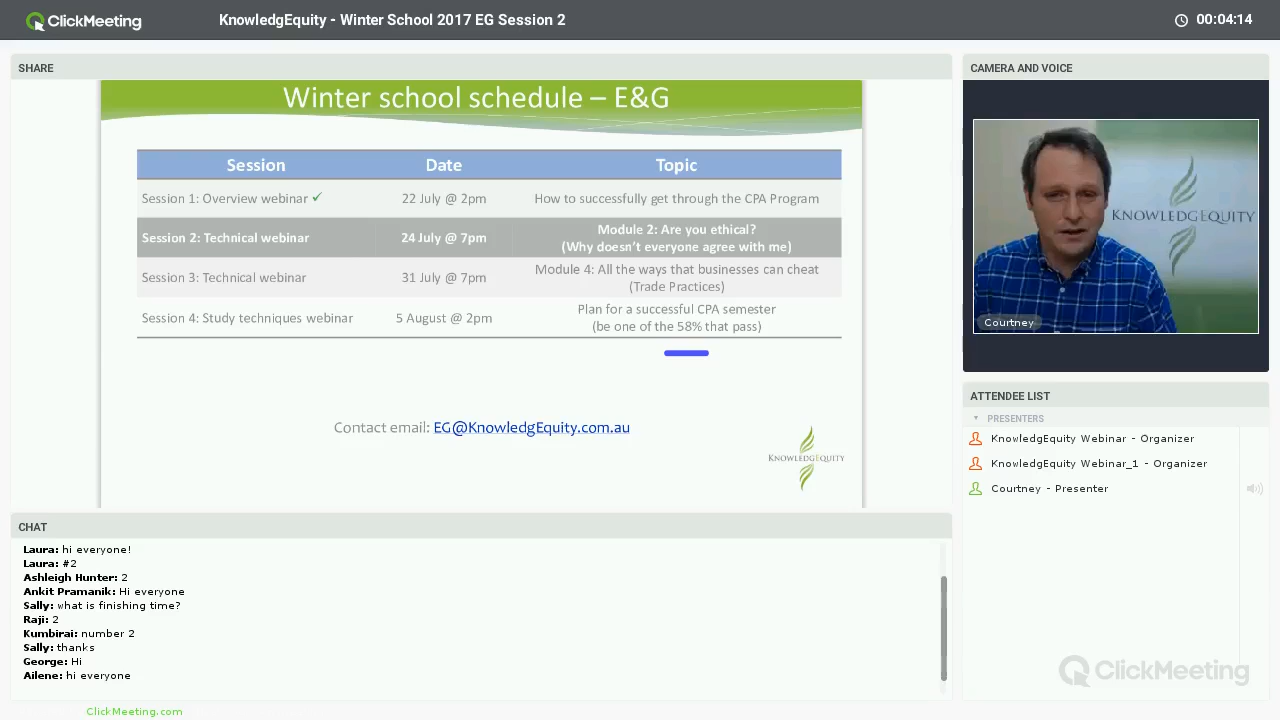 ClickMeeting
KnowledgEquity - Winter School 2017 EG Session 2
00:04:14
SHARE
Winter school schedule – E&G
Session Date Topic
Session 1: Overview webinar ✓ 22 July @ 2pm How to successfully get through the CPA Program
Session 2: Technical webinar 24 July @ 7pm Module 2: Are you ethical?
(Why doesn't everyone agree with me)
Session 3: Technical webinar 31 July @ 7pm Module 4: All the ways that businesses can cheat
(Trade Practices)
Session 4: Study techniques webinar 5 August @ 2pm Plan for a successful CPA semester
(be one of the 58% that pass)
Contact email: EG@KnowledgEquity.com.au
KNOWLEDGEQUITY
CAMERA AND VOICE
KNOWLEDGEQUITY
Courtney
ATTENDEE LIST
PRESENTERS
KnowledgEquity Webinar - Organizer
KnowledgEquity Webinar_1 - Organizer
Courtney - Presenter
CHAT
Laura: hi everyone!
Laura: #2
Ashleigh Hunter: 2
Ankit Pramanik: Hi everyone
Sally: what is finishing time?
Raji: 2
Kumbirai: number 2
Sally: thanks
George: Hi
Ailene: hi everyone
ClickMeeting
ClickMeeting.com